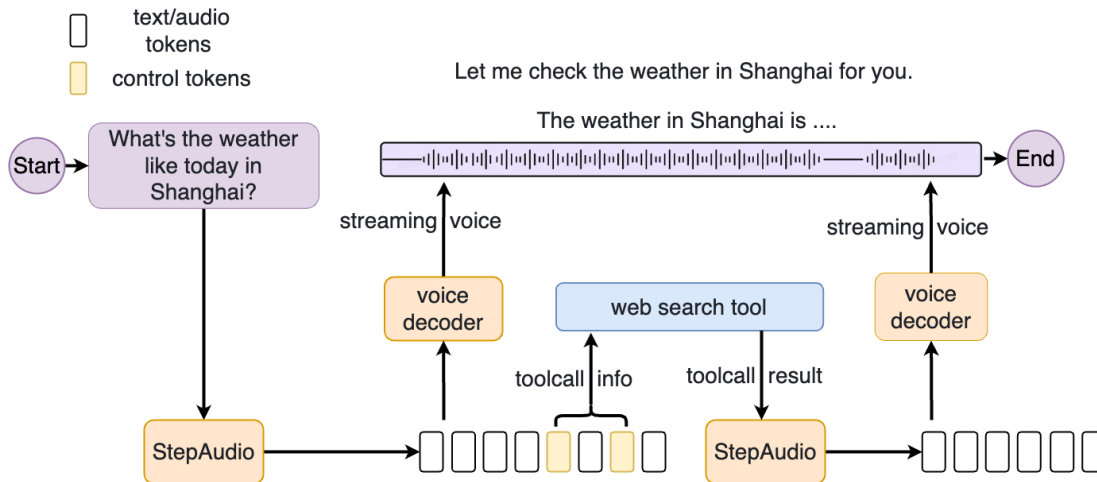 text/audio
tokens
control tokens
Let me check the weather in Shanghai for you.
The weather in Shanghai is ....
Start
What's the weather
like today in
Shanghai?
End
streaming voice
streaming voice
voice
decoder
web search tool
voice
decoder
toolcall info
toolcall result
StepAudio
StepAudio